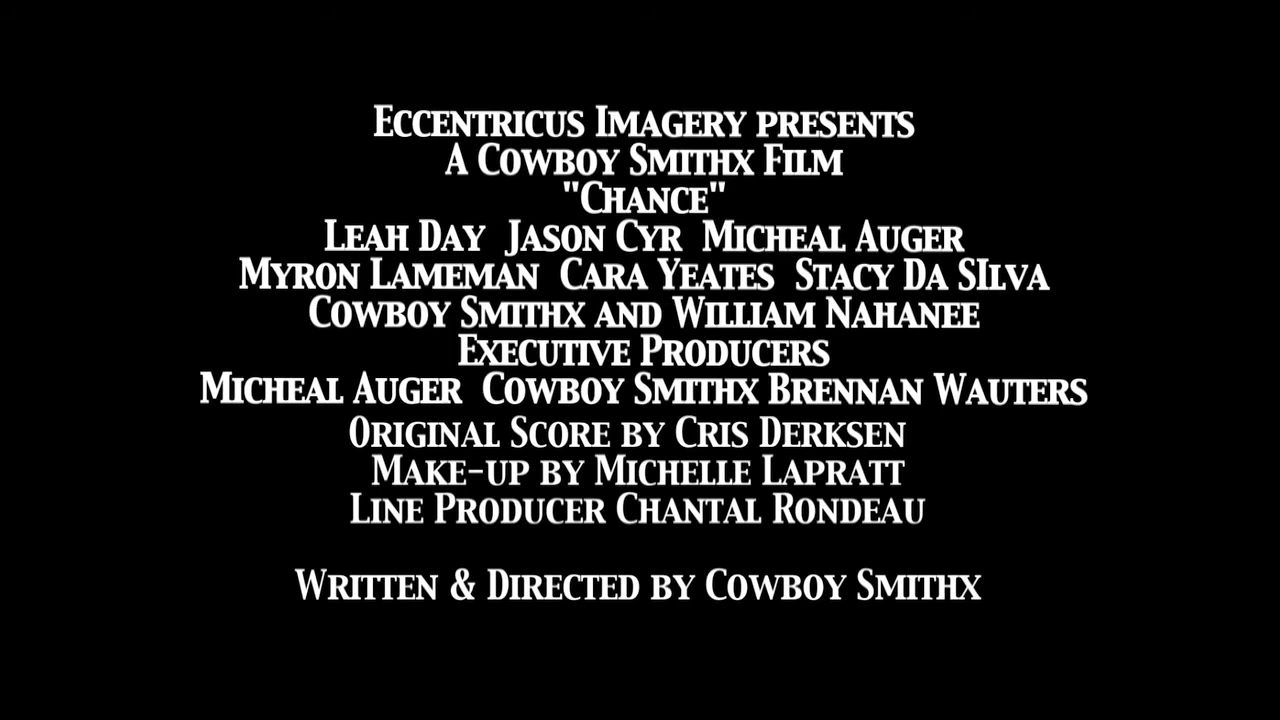 Eccentricus Imagery presents
A Cowboy Smithx Film
"Chance"
Leah Day Jason Cyr Micheal Auger
Myron Lameman Cara Yeates Stacy Da SIlva
Cowboy Smithx and William Nahanee
Executive Producers
Micheal Auger Cowboy Smithx Brennan Wauters
Original Score by Cris Derksen
Make-up by Michelle Lapratt
Line Producer Chantal Rondeau
Written & Directed by Cowboy Smithx